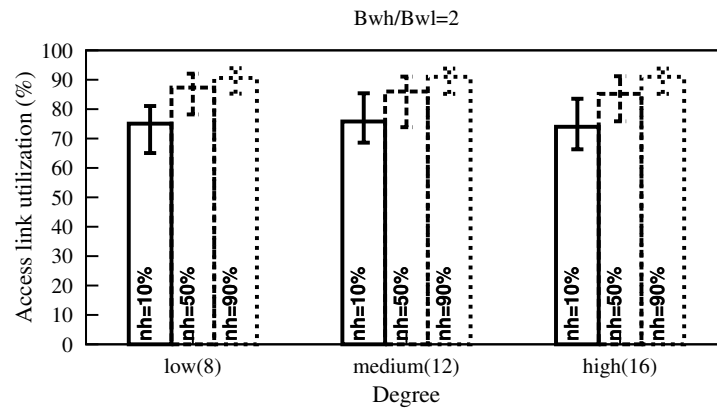 Bwh/Bwl=2
Access link utilization (%)
100
90
80
70
60
50
40
30
20
10
0
nh=10%
nh=50%
nh=90%
nh=10%
nh=50%
nh=90%
nh=10%
nh=50%
nh=90%
low(8)
medium(12)
high(16)
Degree